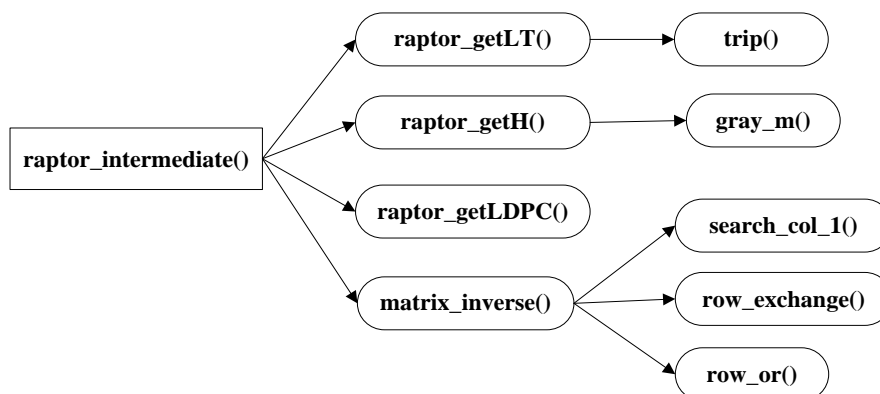 raptor_getLT()
trip()
raptor_getH()
gray_m()
raptor_intermediate()
raptor_getLDPC()
search_col_1()
matrix_inverse()
row_exchange()
row_or()